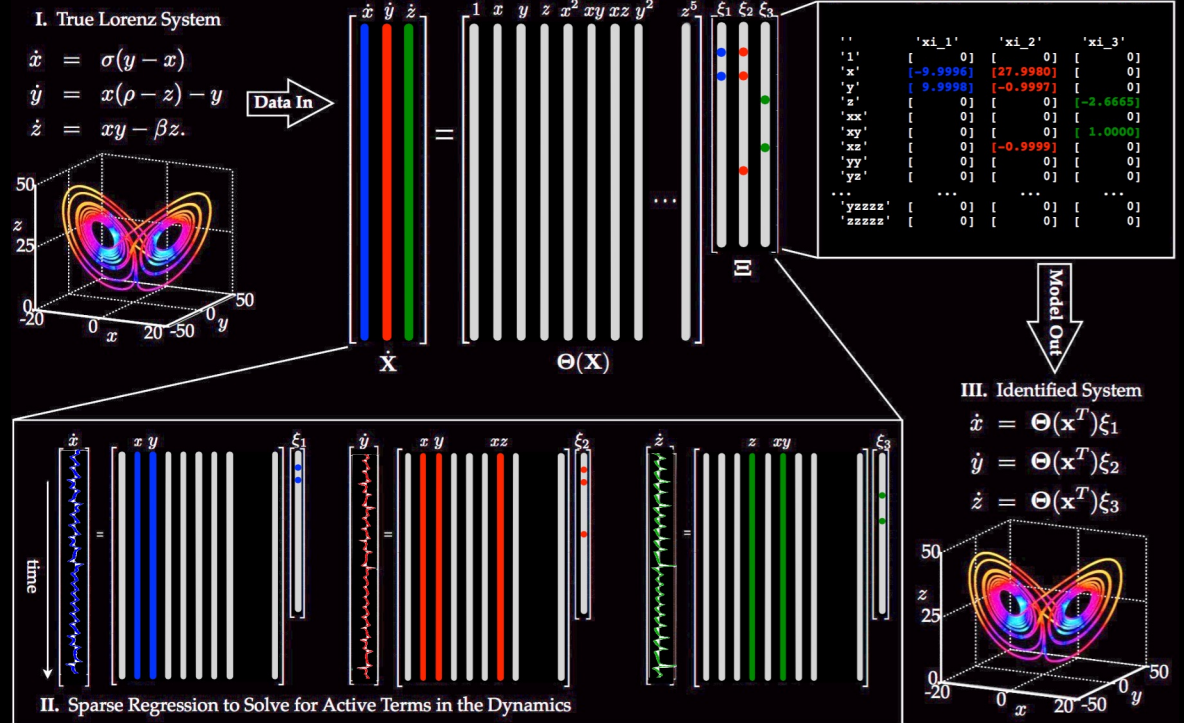 I. True Lorenz System
ẋ = σ(y − x)
ẏ = x(ρ − z) − y
ż = xy − βz.
Data In
50
z
25
0
-20
0
x
20
-50
0
y
50
ẋ ẏ ż
=
1 x y z x² xy xz y² z⁵
...
ξ₁ ξ₂ ξ₃
Ẋ
Θ(X)
Ξ
'' 'xi_1' 'xi_2' 'xi_3'
'1' [ 0] [ 0] [ 0]
'x' [-9.9996] [27.9980] [ 0]
'y' [ 9.9998] [-0.9997] [ 0]
'z' [ 0] [ 0] [-2.6665]
'xx' [ 0] [ 0] [ 0]
'xy' [ 0] [ 0] [ 1.0000]
'xz' [ 0] [-0.9999] [ 0]
'yy' [ 0] [ 0] [ 0]
'yz' [ 0] [ 0] [ 0]
... ... ... ...
'yzzzz' [ 0] [ 0] [ 0]
'zzzzz' [ 0] [ 0] [ 0]
Model Out
time
ẋ = x y ξ₁
ẏ = x y xz ξ₂
ż = z xy ξ₃
II. Sparse Regression to Solve for Active Terms in the Dynamics
III. Identified System
ẋ = Θ(xᵀ)ξ₁
ẏ = Θ(xᵀ)ξ₂
ż = Θ(xᵀ)ξ₃
50
z
25
0
-20
0
x
20
-50
0
y
50